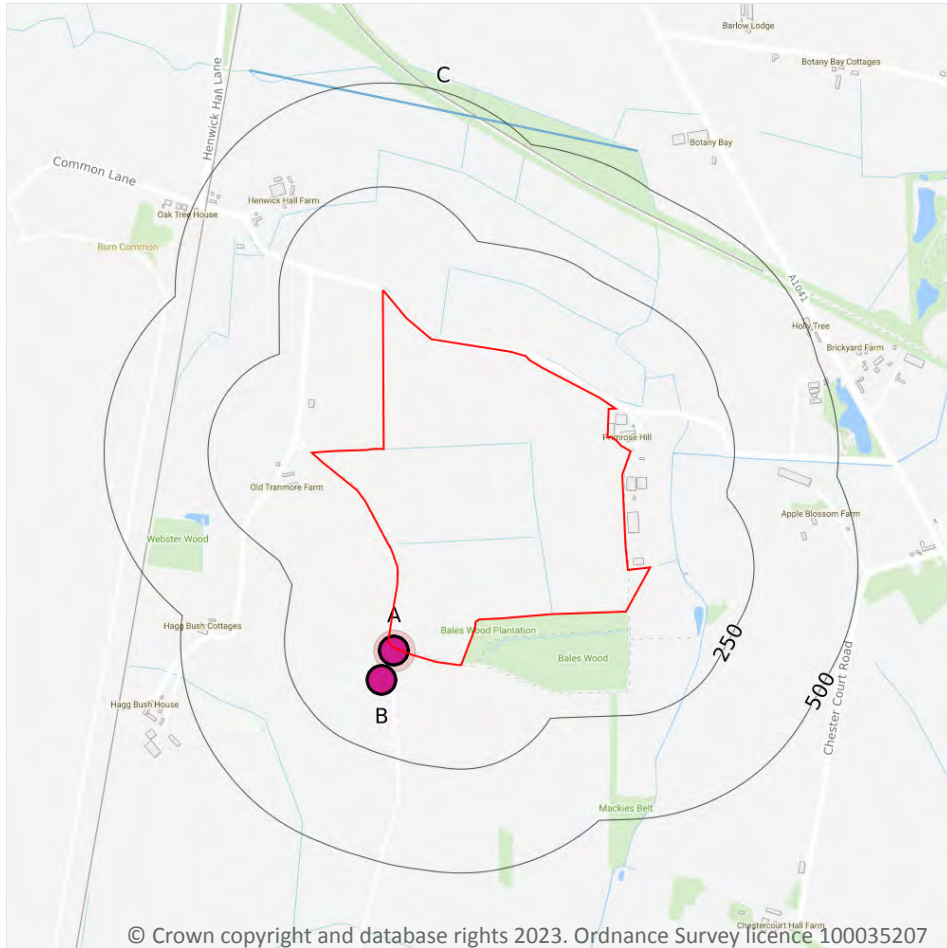 Barlow Lodge
Botany Bay Cottages
C
Henwick Hall Lane
Botany Bay
Common Lane
Henwick Hall Farm
Oak Tree House
Burn Common
A1041
Holly Tree
Brickyard Farm
Primrose Hill
Old Tranmore Farm
Apple Blossom Farm
Webster Wood
A
Hagg Bush Cottages
Bales Wood Plantation
Bales Wood
250
500
B
Hagg Bush House
Chester Court Road
Mackies Belt
Chestercourt Hall Farm
© Crown copyright and database rights 2023. Ordnance Survey licence 100035207